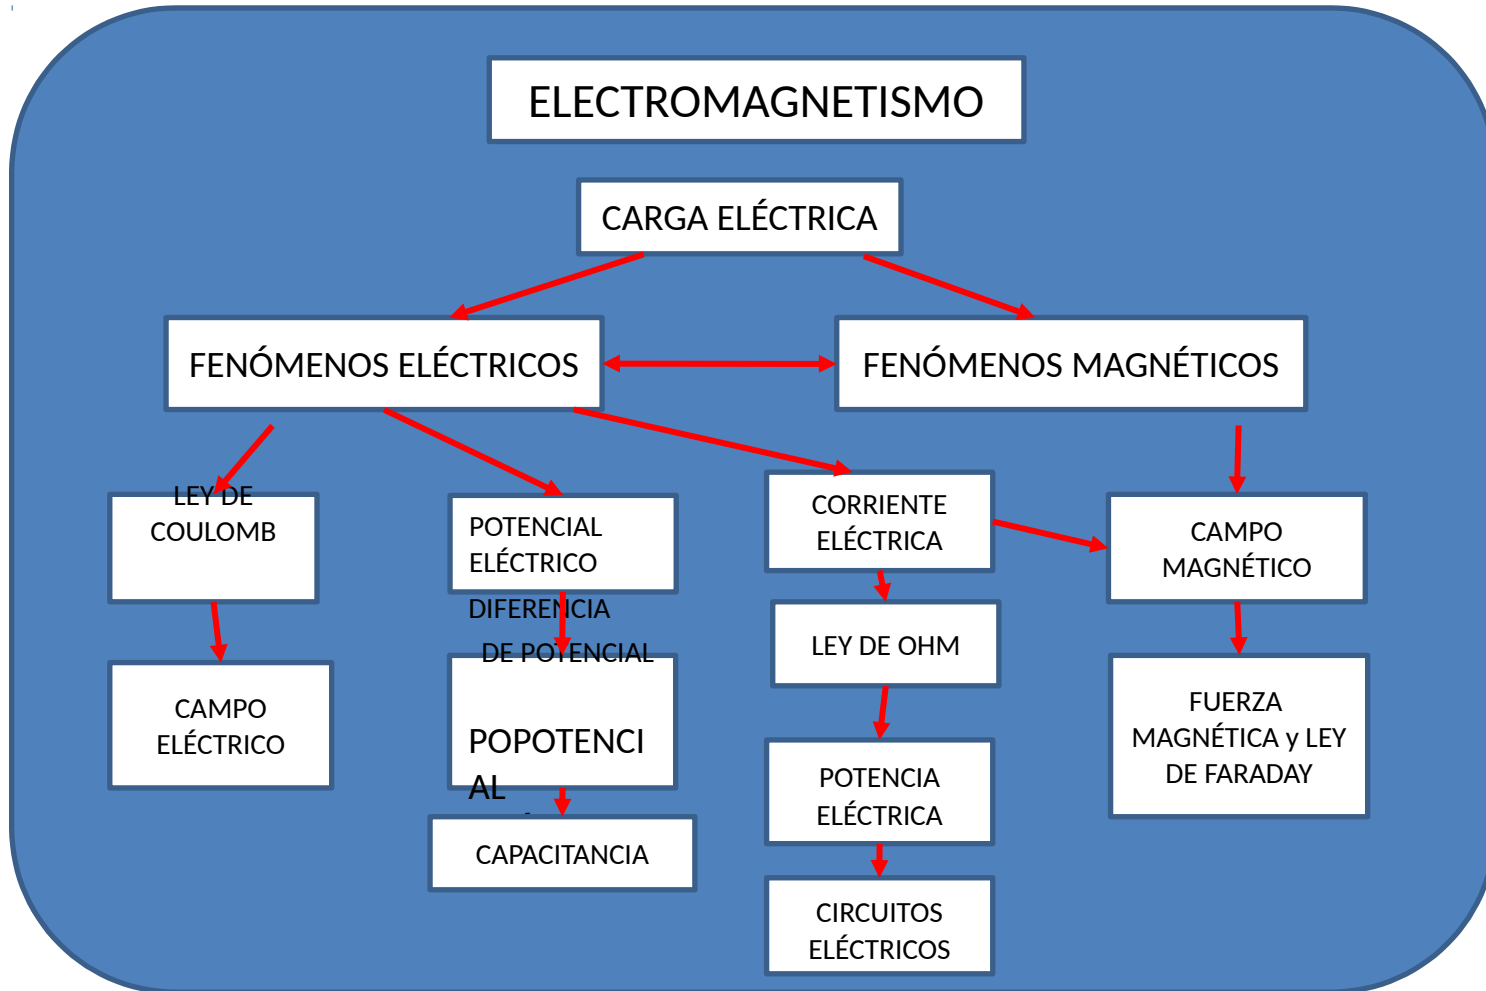 ELECTROMAGNETISMO
CARGA ELÉCTRICA
FENÓMENOS ELÉCTRICOS
FENÓMENOS MAGNÉTICOS
LEY DE
COULOMB
POTENCIAL
ELÉCTRICO
CORRIENTE
ELÉCTRICA
CAMPO
MAGNÉTICO
DIFERENCIA
DE POTENCIAL
POPOTENCI
AL
LEY DE OHM
CAMPO
ELÉCTRICO
FUERZA
MAGNÉTICA y LEY
DE FARADAY
POTENCIA
ELÉCTRICA
CAPACITANCIA
CIRCUITOS
ELÉCTRICOS